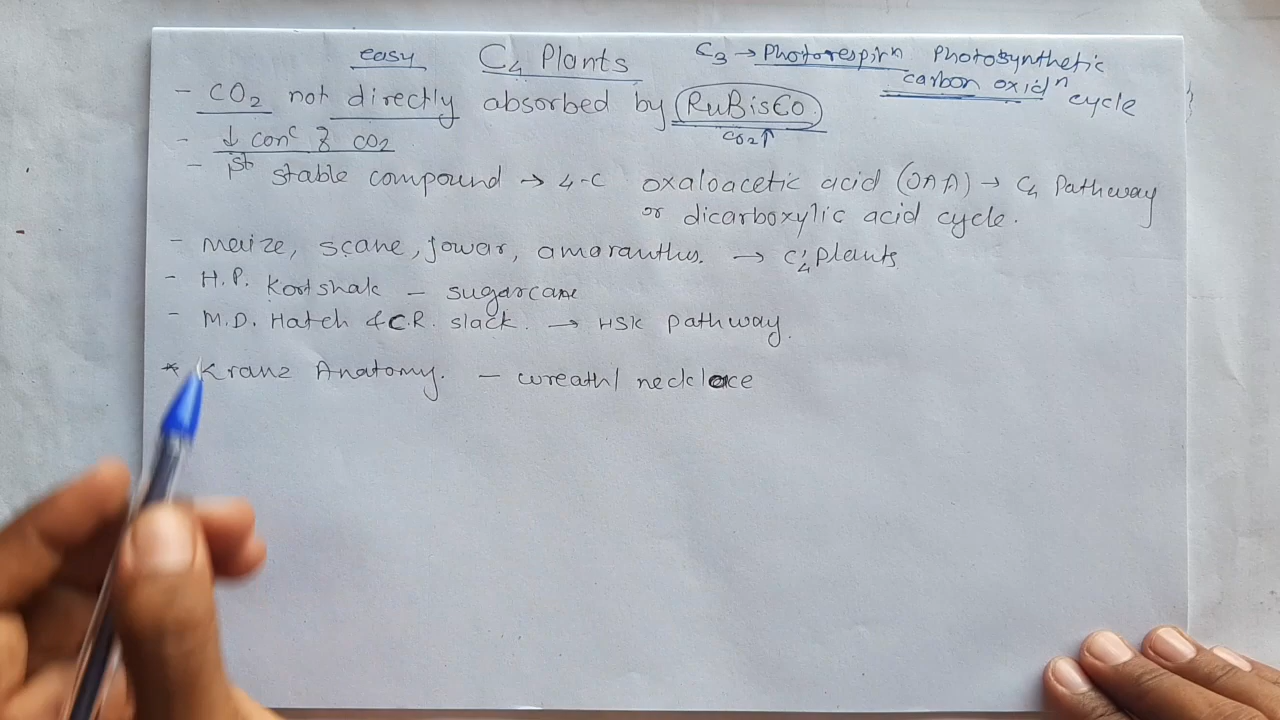 easy C4 Plants C3 → Photorespirn Photosynthetic
carbon oxidn cycle
- CO2 not directly absorbed by RuBisCo
CO2↑
- ↓ conc of CO2
- 1st stable compound → 4-C oxaloacetic acid (OAA) → C4 Pathway
or dicarboxylic acid cycle.
- maize, s.cane, jowar, amaranthus. → C4 plants
- H.P. Kortshak - sugarcane
- M.D. Hatch & C.R. slack. → HSK pathway.
* Kranz Anatomy. - wreath/ necklace